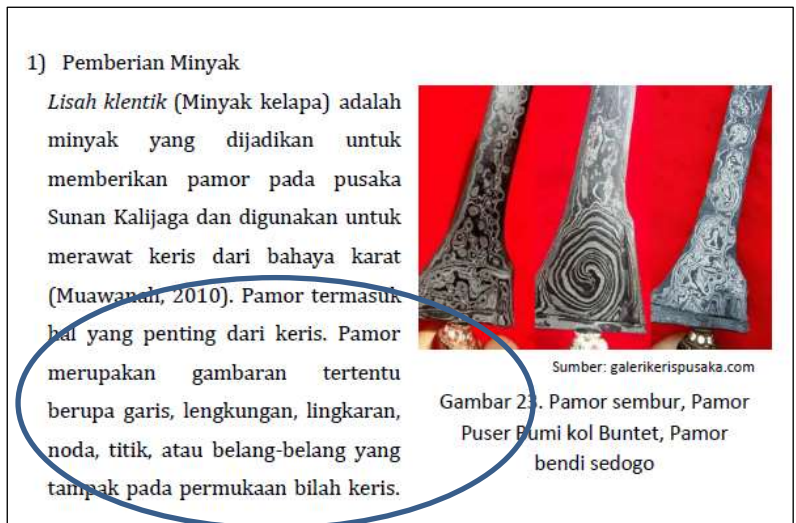 1) Pemberian Minyak
Lisah klentik (Minyak kelapa) adalah
minyak yang dijadikan untuk
memberikan pamor pada pusaka
Sunan Kalijaga dan digunakan untuk
merawat keris dari bahaya karat
(Muawanah, 2010). Pamor termasuk
hal yang penting dari keris. Pamor
merupakan gambaran tertentu
berupa garis, lengkungan, lingkaran,
noda, titik, atau belang-belang yang
tampak pada permukaan bilah keris.
Sumber: galerikerispusaka.com
Gambar 23. Pamor sembur, Pamor
Puser Bumi kol Buntet, Pamor
bendi sedogo